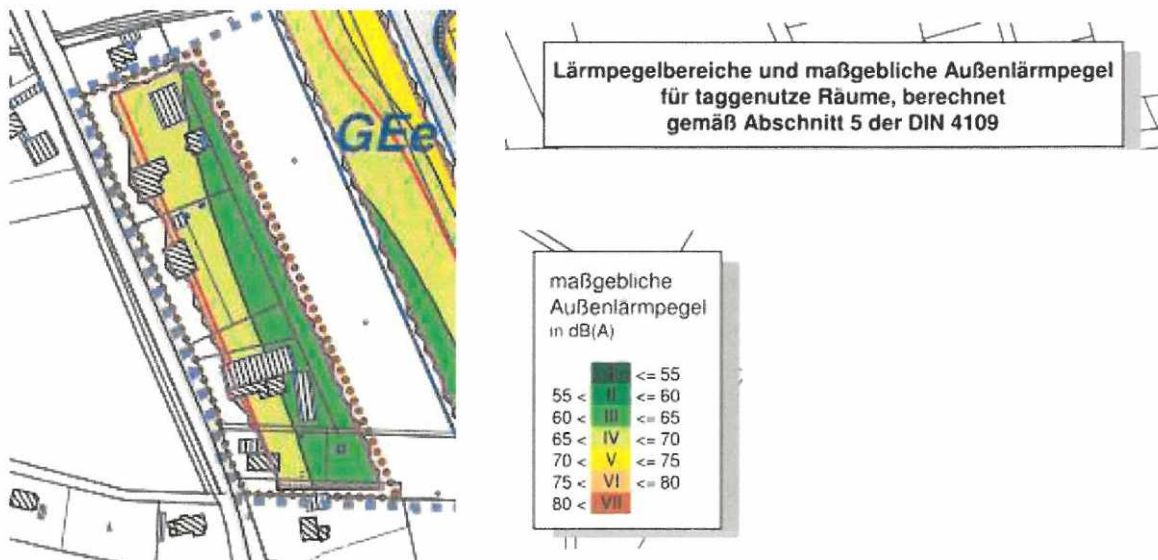 GEe
Lärmpegelbereiche und maßgebliche Außenlärmpegel
für taggenutze Räume, berechnet
gemäß Abschnitt 5 der DIN 4109
maßgebliche
Außenlärmpegel
in dB(A)
I <= 55
55 < II <= 60
60 < III <= 65
65 < IV <= 70
70 < V <= 75
75 < VI <= 80
80 < VII